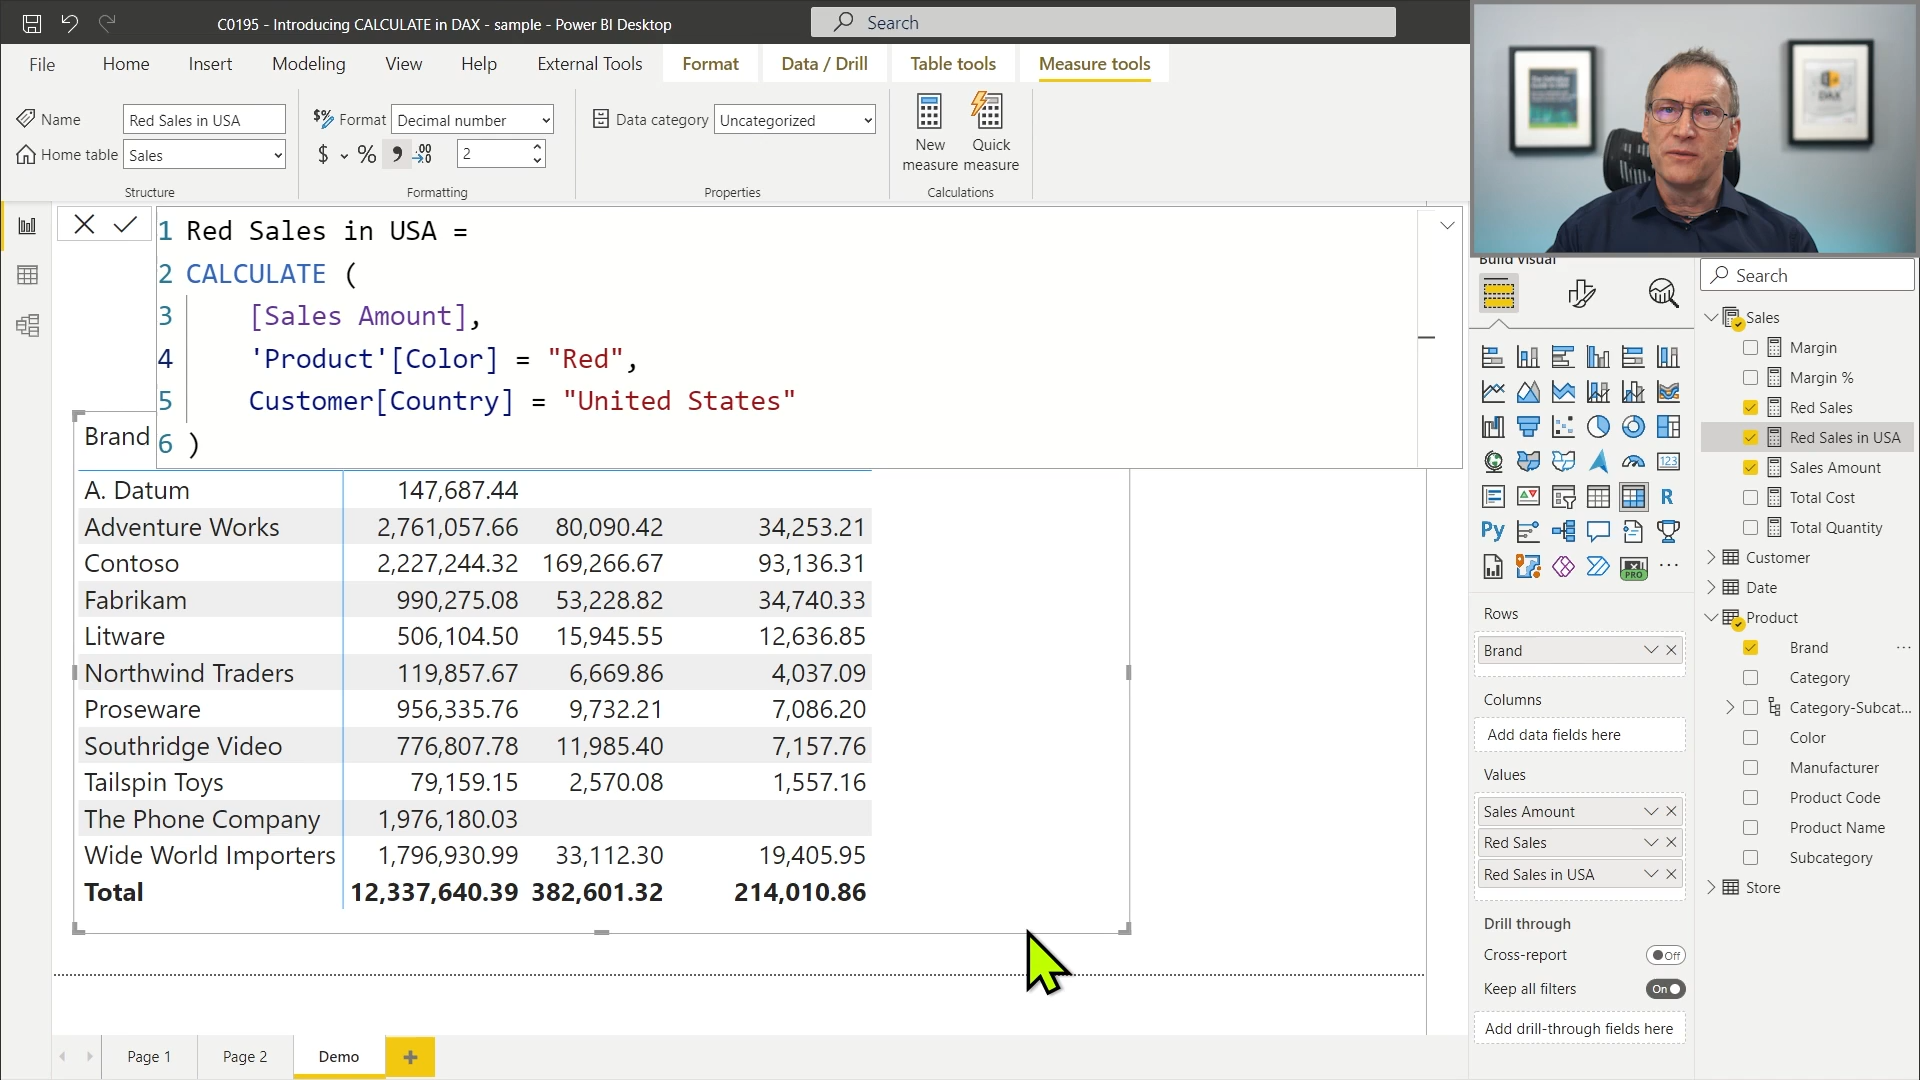 C0195 - Introducing CALCULATE in DAX - sample - Power BI Desktop
Search
File Home Insert Modeling View Help External Tools Format Data / Drill Table tools Measure tools
Name Red Sales in USA
Home table Sales
Structure
$% Format Decimal number
$ % , .00 →0 2
Formatting
Data category Uncategorized
Properties
New measure
Quick measure
Calculations
1 Red Sales in USA =
2 CALCULATE (
3 [Sales Amount],
4 'Product'[Color] = "Red",
5 Customer[Country] = "United States"
6 )
Brand
A. Datum 147,687.44
Adventure Works 2,761,057.66 80,090.42 34,253.21
Contoso 2,227,244.32 169,266.67 93,136.31
Fabrikam 990,275.08 53,228.82 34,740.33
Litware 506,104.50 15,945.55 12,636.85
Northwind Traders 119,857.67 6,669.86 4,037.09
Proseware 956,335.76 9,732.21 7,086.20
Southridge Video 776,807.78 11,985.40 7,157.76
Tailspin Toys 79,159.15 2,570.08 1,557.16
The Phone Company 1,976,180.03
Wide World Importers 1,796,930.99 33,112.30 19,405.95
Total 12,337,640.39 382,601.32 214,010.86
Page 1 Page 2 Demo +
DAX
Build visual
123
R
Py
PRO
...
Rows
Brand
Columns
Add data fields here
Values
Sales Amount
Red Sales
Red Sales in USA
Drill through
Cross-report Off
Keep all filters On
Add drill-through fields here
Search
Sales
Margin
Margin %
Red Sales
Red Sales in USA
Sales Amount
Total Cost
Total Quantity
Customer
Date
Product
Brand ...
Category
Category-Subcat...
Color
Manufacturer
Product Code
Product Name
Subcategory
Store